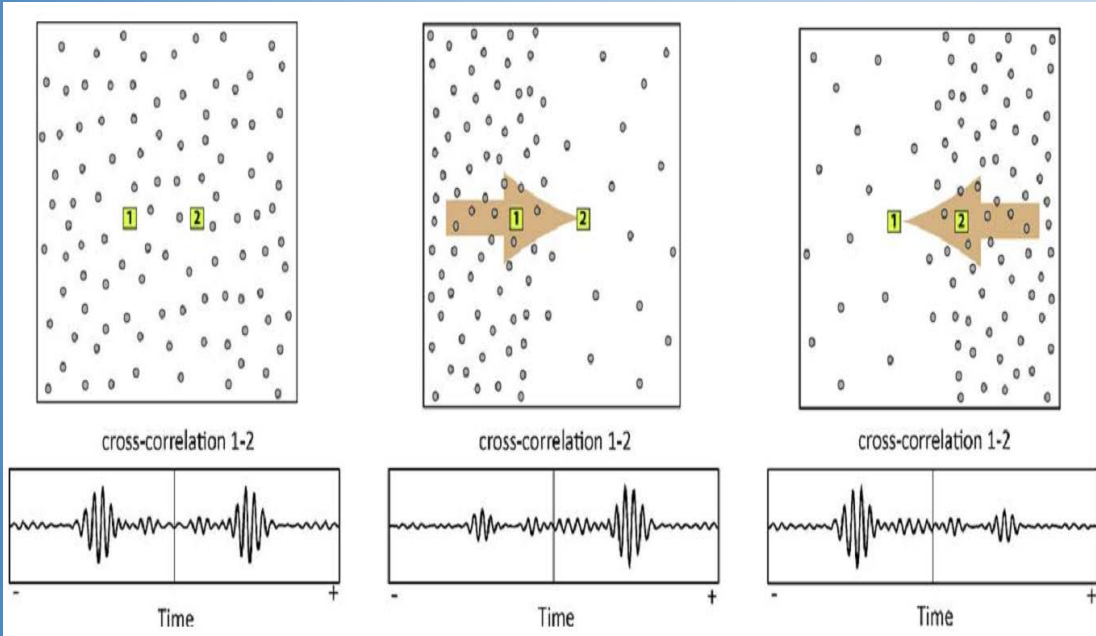 1
2
1
2
1
2
cross-correlation 1-2
cross-correlation 1-2
cross-correlation 1-2
-
+
-
+
-
+
Time
Time
Time